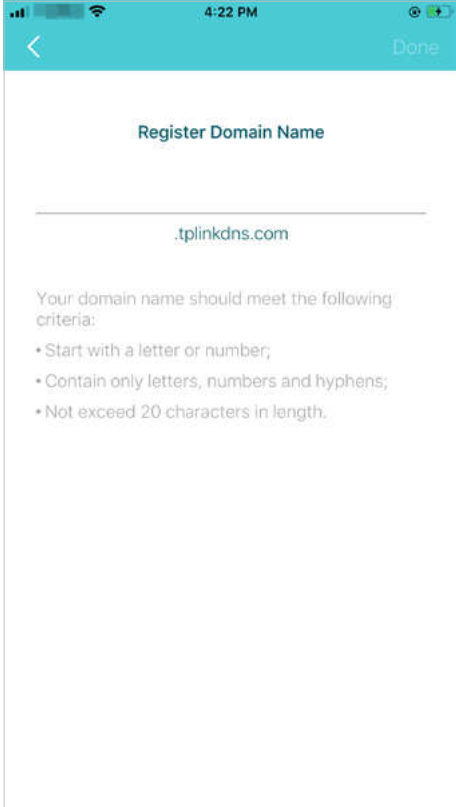 4:22 PM
Done
Register Domain Name
.tplinkdns.com
Your domain name should meet the following
criteria:
• Start with a letter or number;
• Contain only letters, numbers and hyphens;
• Not exceed 20 characters in length.